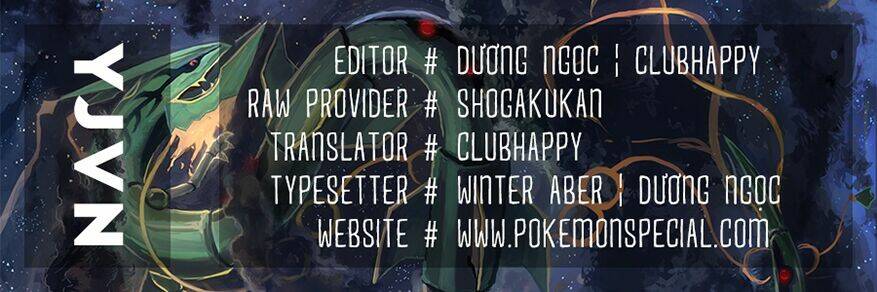 YJVN
EDITOR # DƯƠNG NGỌC | CLUBHAPPY
RAW PROVIDER # SHOGAKUKAN
TRANSLATOR # CLUBHAPPY
TYPESETTER # WINTER ABER | DƯƠNG NGỌC
WEBSITE # WWW.POKEMONSPECIAL.COM